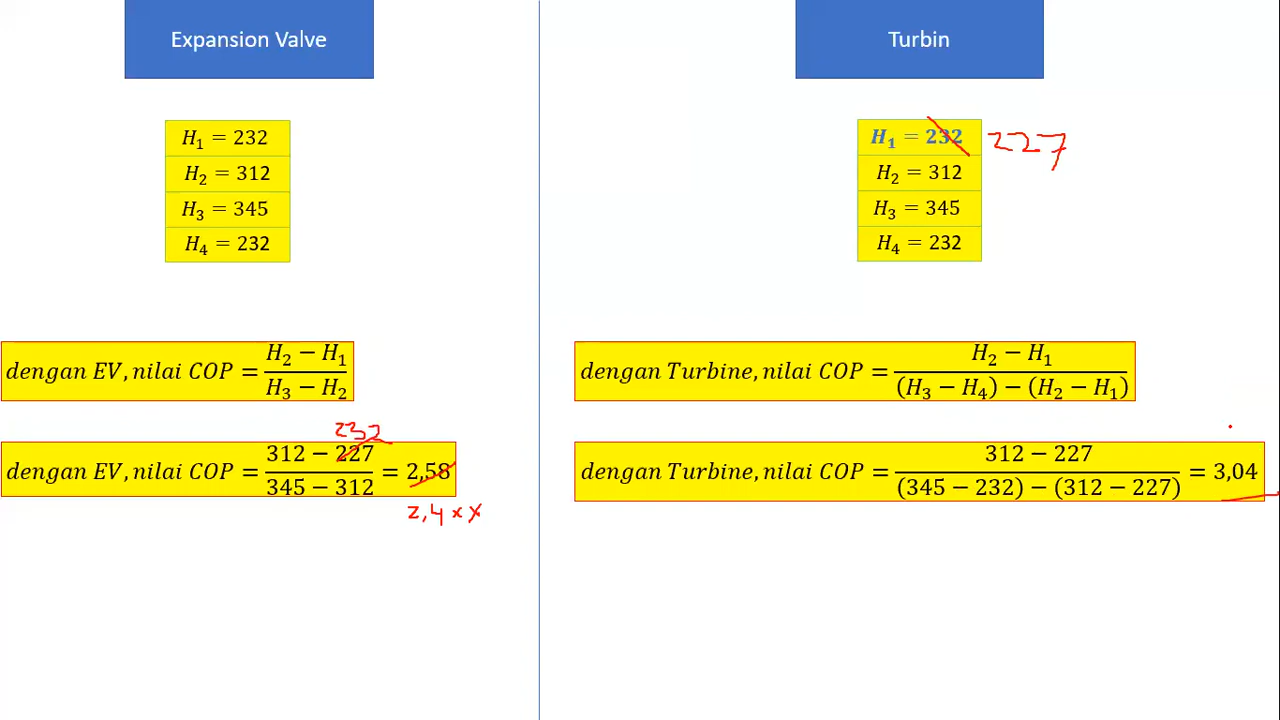 Expansion Valve
H₁ = 232
H₂ = 312
H₃ = 345
H₄ = 232
dengan EV, nilai COP = (H₂ − H₁) / (H₃ − H₂)
232
dengan EV, nilai COP = (312 − 227) / (345 − 312) = 2,58
2,4xx
Turbin
H₁ = 232 227
H₂ = 312
H₃ = 345
H₄ = 232
dengan Turbine, nilai COP = (H₂ − H₁) / ((H₃ − H₄) − (H₂ − H₁))
dengan Turbine, nilai COP = (312 − 227) / ((345 − 232) − (312 − 227)) = 3,04